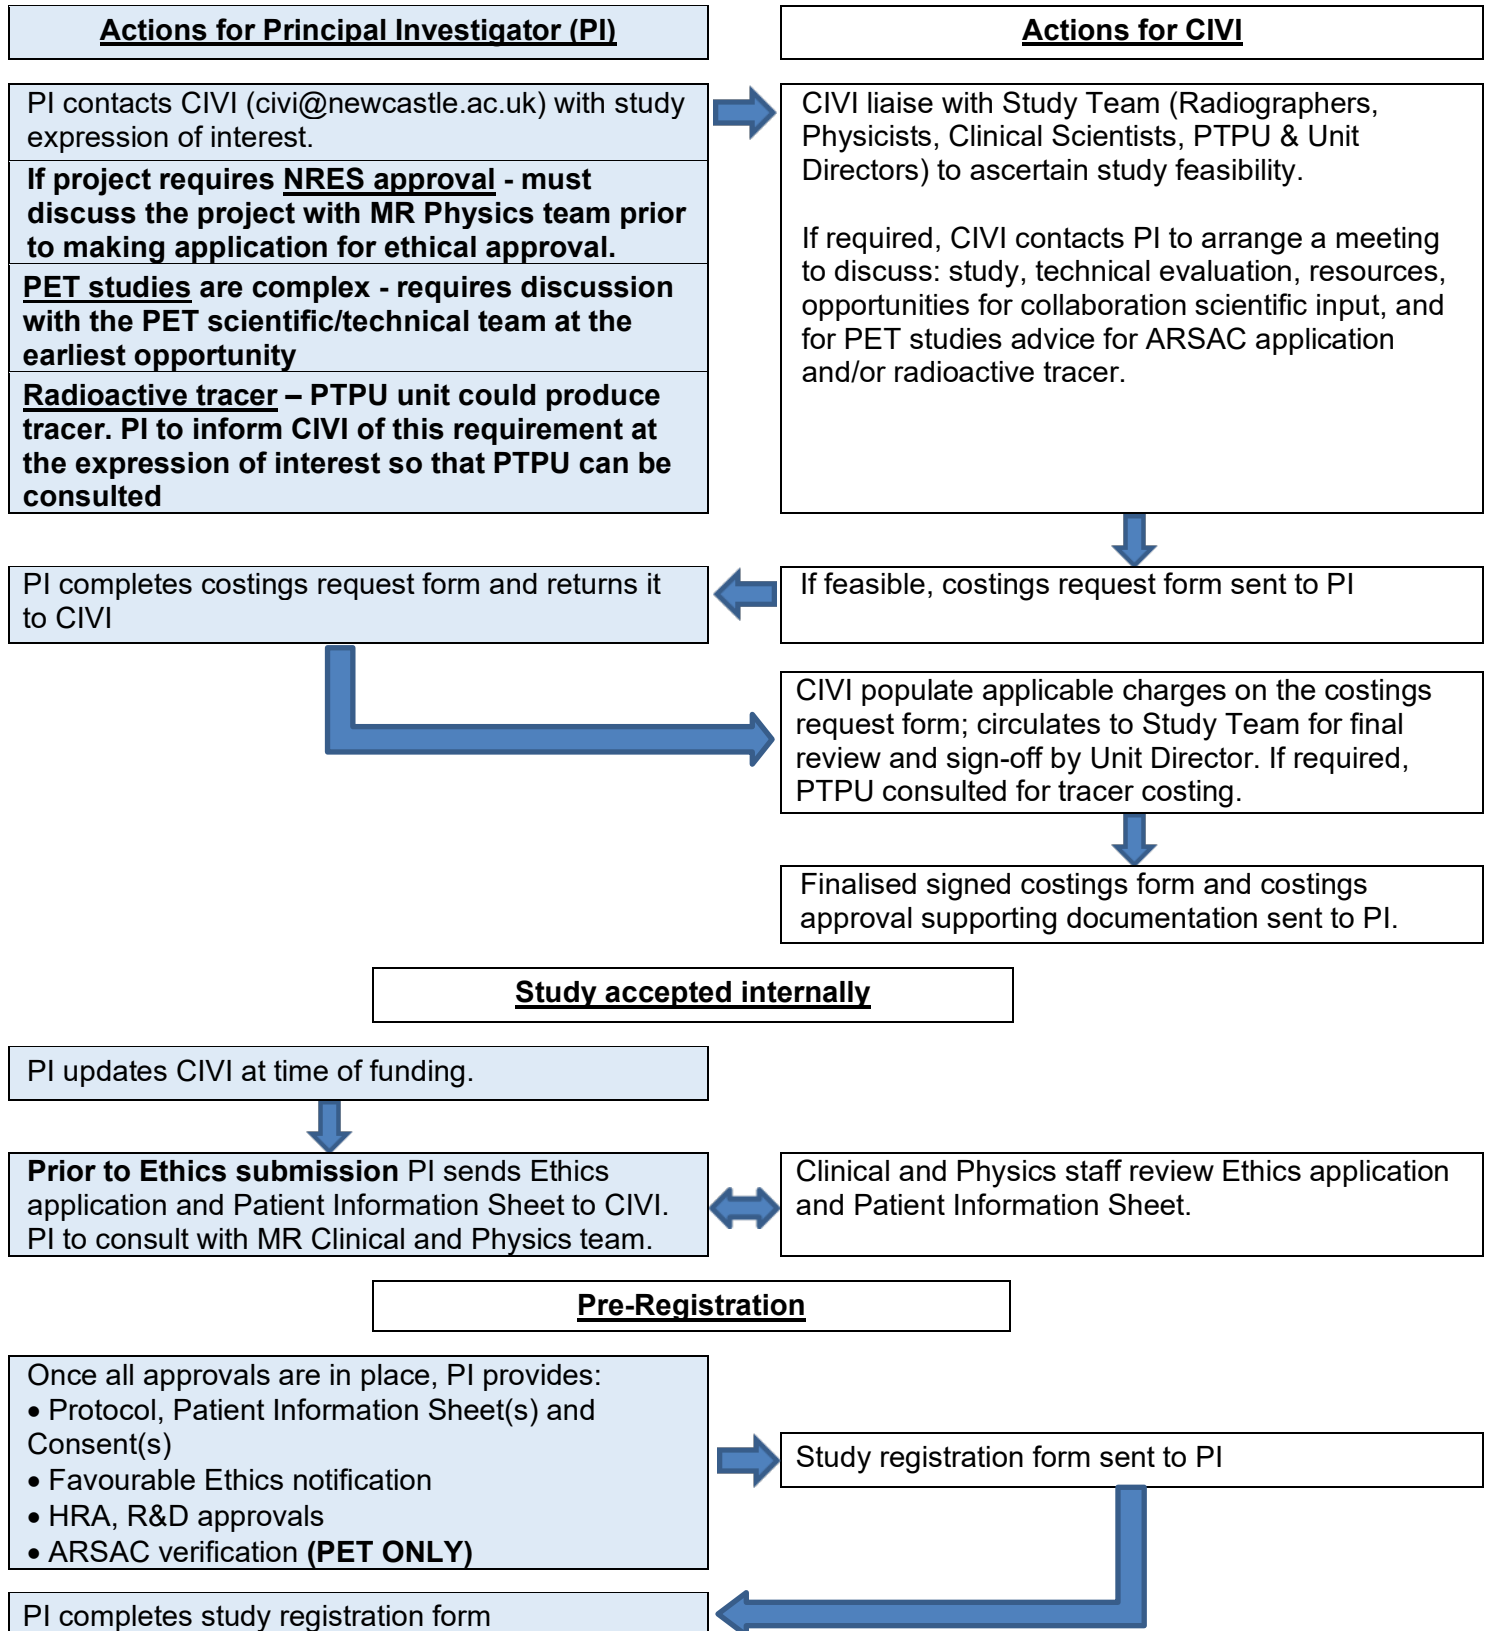 Actions for Principal Investigator (PI)
Actions for CIVI
PI contacts CIVI (civi@newcastle.ac.uk) with study
expression of interest.
If project requires NRES approval - must
discuss the project with MR Physics team prior
to making application for ethical approval.
PET studies are complex - requires discussion
with the PET scientific/technical team at the
earliest opportunity
Radioactive tracer – PTPU unit could produce
tracer. PI to inform CIVI of this requirement at
the expression of interest so that PTPU can be
consulted
CIVI liaise with Study Team (Radiographers,
Physicists, Clinical Scientists, PTPU & Unit
Directors) to ascertain study feasibility.
If required, CIVI contacts PI to arrange a meeting
to discuss: study, technical evaluation, resources,
opportunities for collaboration scientific input, and
for PET studies advice for ARSAC application
and/or radioactive tracer.
If feasible, costings request form sent to PI
PI completes costings request form and returns it
to CIVI
CIVI populate applicable charges on the costings
request form; circulates to Study Team for final
review and sign-off by Unit Director. If required,
PTPU consulted for tracer costing.
Finalised signed costings form and costings
approval supporting documentation sent to PI.
Study accepted internally
PI updates CIVI at time of funding.
Prior to Ethics submission PI sends Ethics
application and Patient Information Sheet to CIVI.
PI to consult with MR Clinical and Physics team.
Clinical and Physics staff review Ethics application
and Patient Information Sheet.
Pre-Registration
Once all approvals are in place, PI provides:
• Protocol, Patient Information Sheet(s) and
Consent(s)
• Favourable Ethics notification
• HRA, R&D approvals
• ARSAC verification (PET ONLY)
Study registration form sent to PI
PI completes study registration form